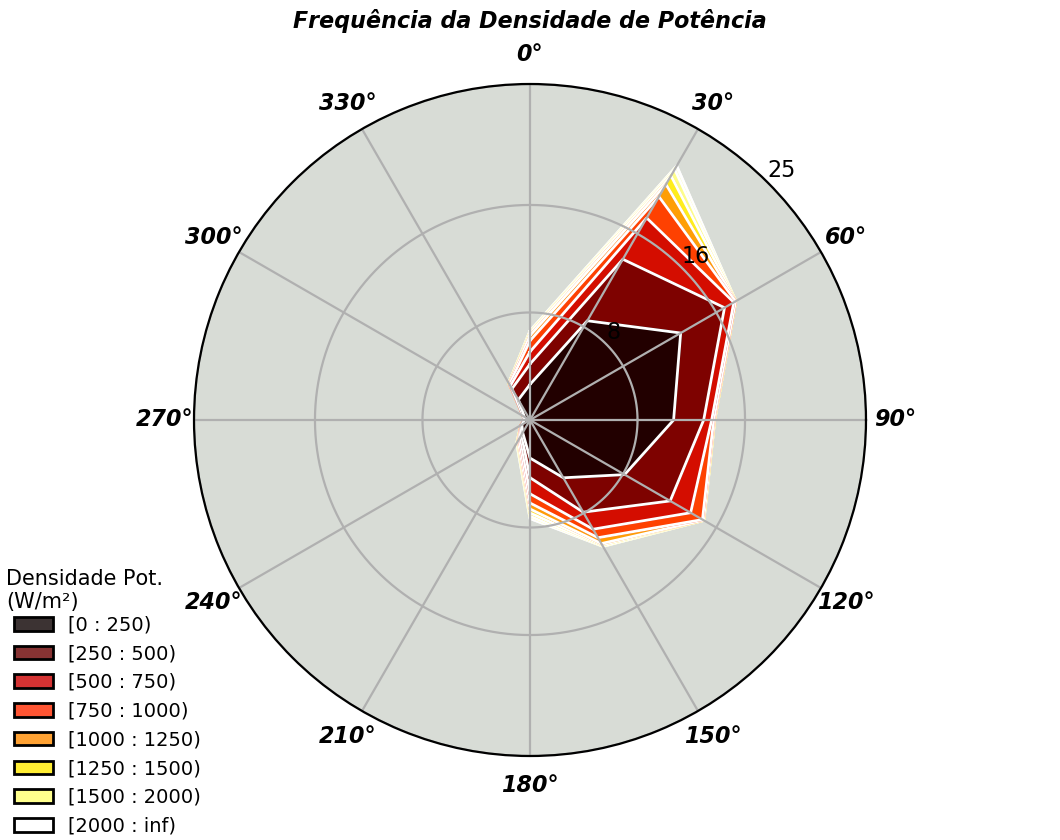 Frequência da Densidade de Potência
0°
330°
30°
25
300°
60°
16
8
270°
90°
240°
120°
210°
150°
180°
Densidade Pot.
(W/m²)
[0 : 250)
[250 : 500)
[500 : 750)
[750 : 1000)
[1000 : 1250)
[1250 : 1500)
[1500 : 2000)
[2000 : inf)